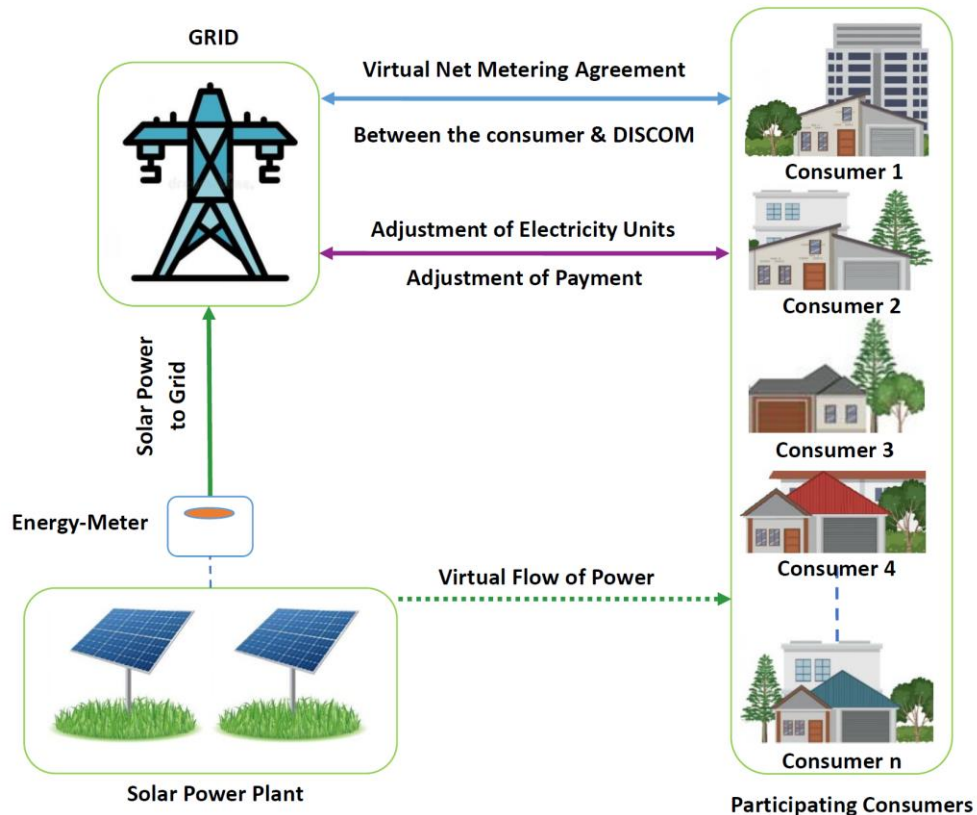 GRID
Virtual Net Metering Agreement
Between the consumer & DISCOM
Consumer 1
Adjustment of Electricity Units
Adjustment of Payment
Consumer 2
Solar Power
to Grid
Consumer 3
Energy-Meter
Consumer 4
Virtual Flow of Power
Consumer n
Solar Power Plant
Participating Consumers